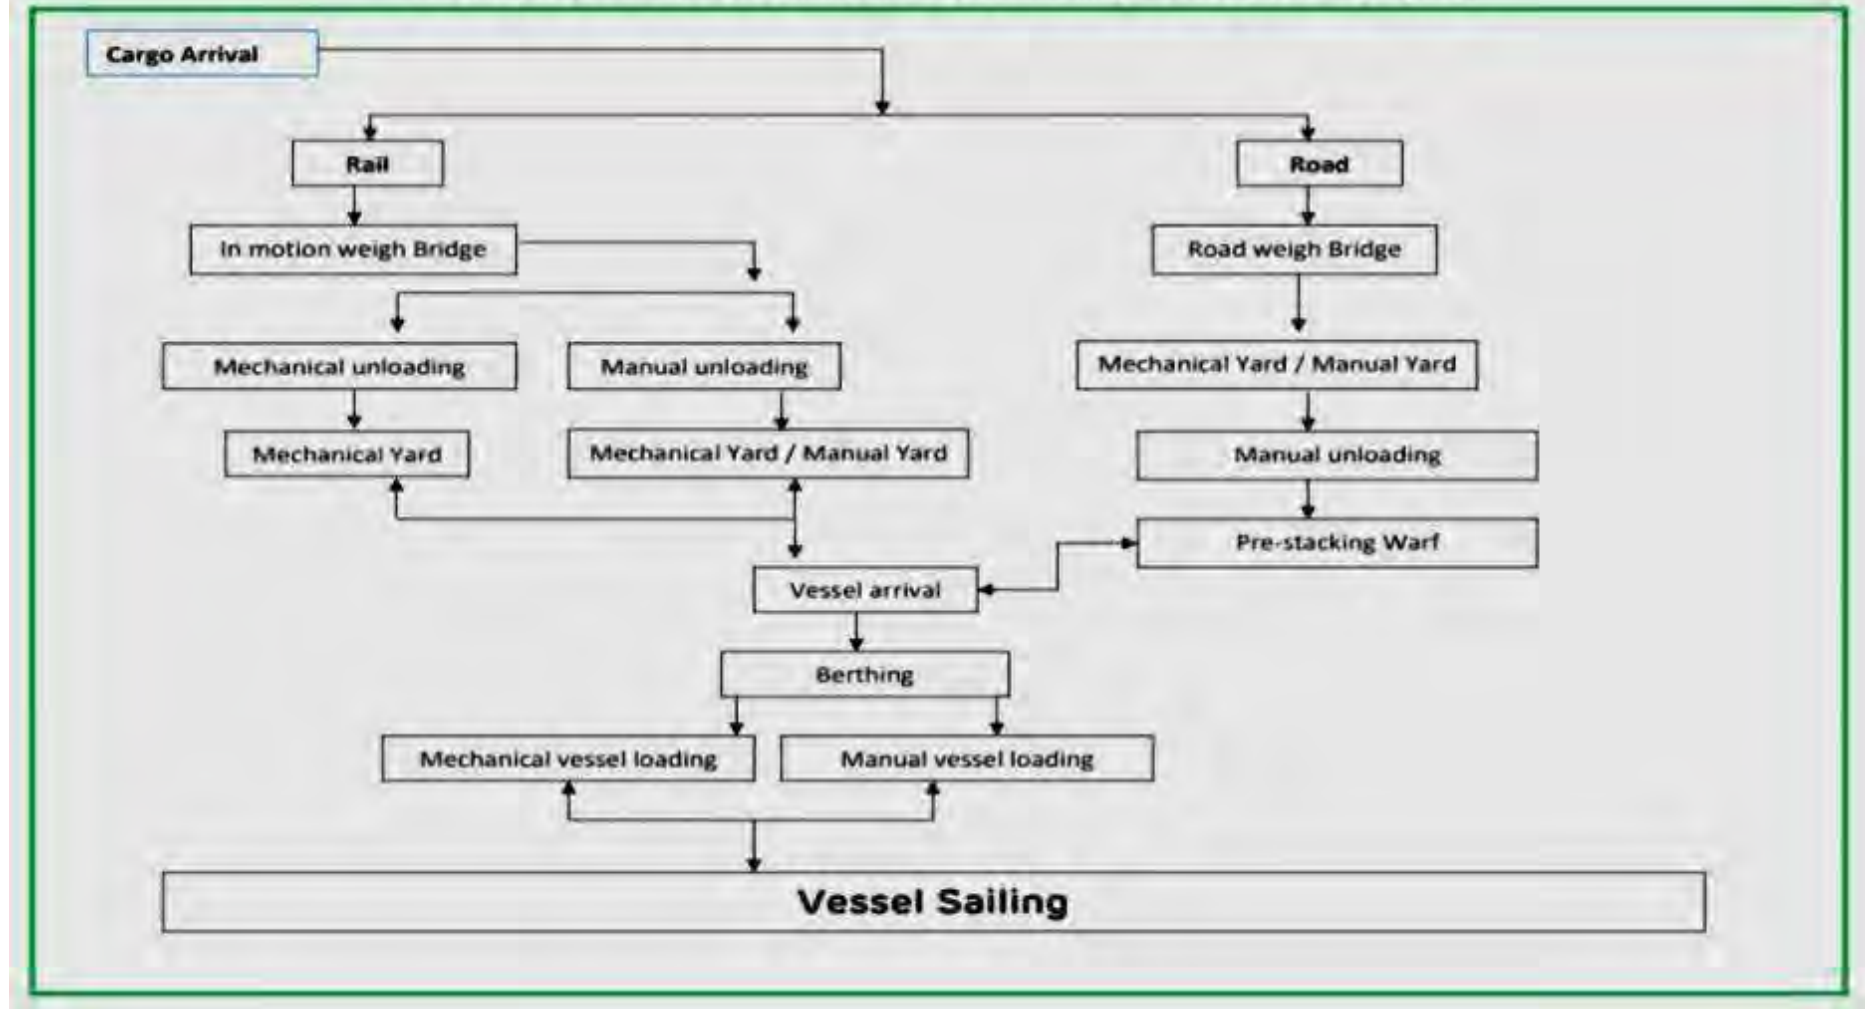 Cargo Arrival
Rail
Road
In motion weigh Bridge
Road weigh Bridge
Mechanical unloading
Manual unloading
Mechanical Yard / Manual Yard
Mechanical Yard
Mechanical Yard / Manual Yard
Manual unloading
Pre-stacking Warf
Vessel arrival
Berthing
Mechanical vessel loading
Manual vessel loading
Vessel Sailing